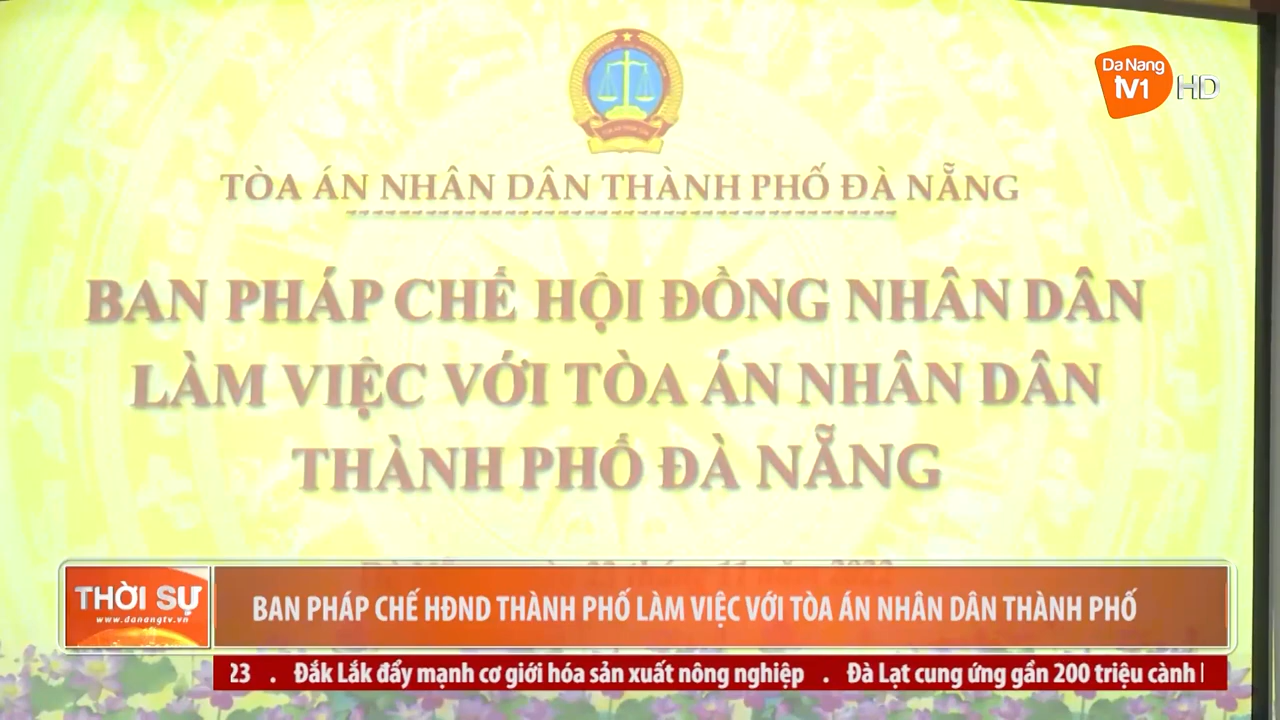 Da Nang
TV1 HD
TÒA ÁN NHÂN DÂN THÀNH PHỐ ĐÀ NẴNG
BAN PHÁP CHẾ HỘI ĐỒNG NHÂN DÂN
LÀM VIỆC VỚI TÒA ÁN NHÂN DÂN
THÀNH PHỐ ĐÀ NẴNG
THỜI SỰ
www.danangtv.vn
BAN PHÁP CHẾ HĐND THÀNH PHỐ LÀM VIỆC VỚI TÒA ÁN NHÂN DÂN THÀNH PHỐ
23 . Đắk Lắk đẩy mạnh cơ giới hóa sản xuất nông nghiệp . Đà Lạt cung ứng gần 200 triệu cành